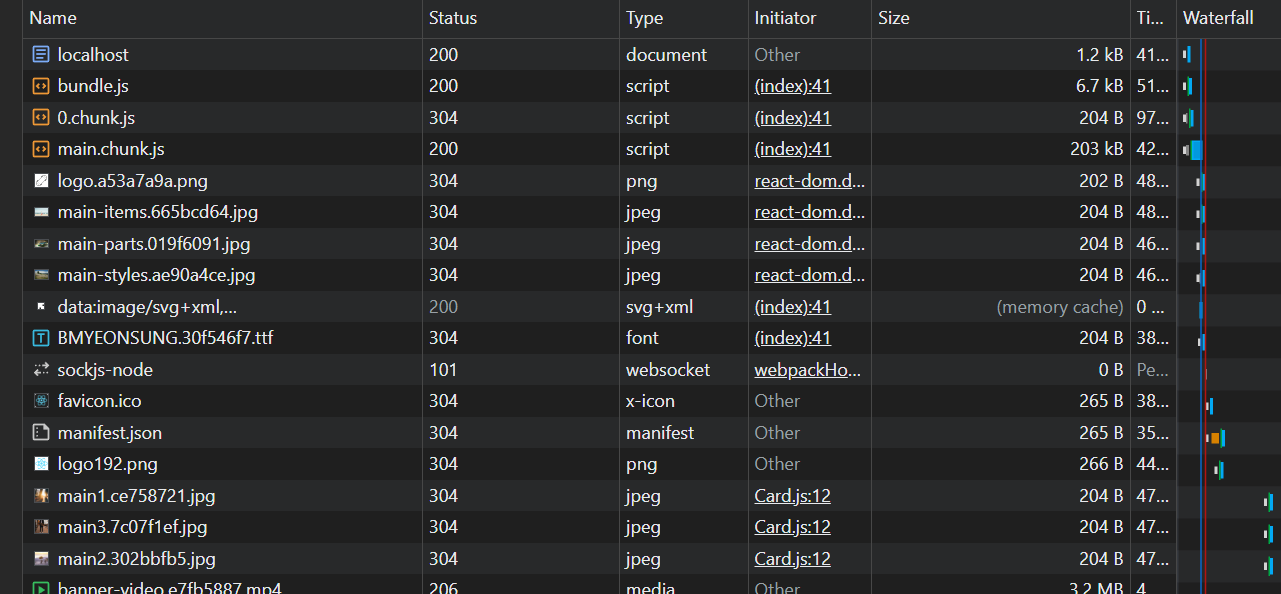 Name Status Type Initiator Size Ti... Waterfall
localhost 200 document Other 1.2 kB 41...
bundle.js 200 script (index):41 6.7 kB 51...
0.chunk.js 304 script (index):41 204 B 97...
main.chunk.js 200 script (index):41 203 kB 42...
logo.a53a7a9a.png 304 png react-dom.d... 202 B 48...
main-items.665bcd64.jpg 304 jpeg react-dom.d... 204 B 48...
main-parts.019f6091.jpg 304 jpeg react-dom.d... 204 B 46...
main-styles.ae90a4ce.jpg 304 jpeg react-dom.d... 204 B 46...
data:image/svg+xml,... 200 svg+xml (index):41 (memory cache) 0 ...
BMYEONSUNG.30f546f7.ttf 304 font (index):41 204 B 38...
sockjs-node 101 websocket webpackHo... 0 B Pe...
favicon.ico 304 x-icon Other 265 B 38...
manifest.json 304 manifest Other 265 B 35...
logo192.png 304 png Other 266 B 44...
main1.ce758721.jpg 304 jpeg Card.js:12 204 B 47...
main3.7c07f1ef.jpg 304 jpeg Card.js:12 204 B 47...
main2.302bbfb5.jpg 304 jpeg Card.js:12 204 B 47...
banner-video.e7fb5887.mp4 206 media Other 3.2 MB 4